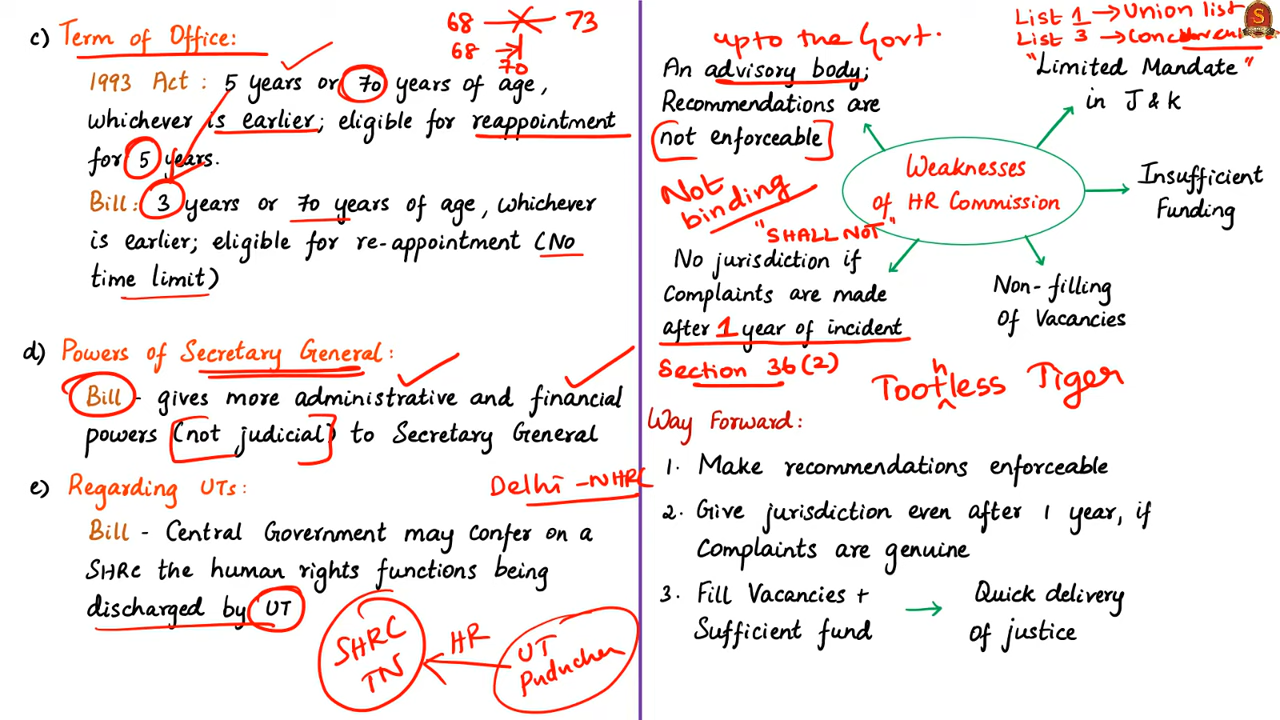 c) Term of Office:
68 73
68 70
1993 Act : 5 years or 70 years of age,
whichever is earlier; eligible for reappointment
for 5 years.
Bill: 3 years or 70 years of age, whichever
is earlier; eligible for re-appointment (No
time limit)
d) Powers of Secretary General:
Bill - gives more administrative and financial
powers (not judicial) to Secretary General
e) Regarding UTs:
Delhi - NHRC
Bill - Central Government may confer on a
SHRC the human rights functions being
discharged by UT
SHRC
TN
HR
UT
Puducherry
upto the Govt.
An advisory body;
Recommendations are
[not enforceable]
Not
binding
List 1 → Union list
List 3 → Concurrent
"Limited Mandate"
in J & K
Weaknesses
of HR Commission
Insufficient
Funding
"SHALL NOT"
No jurisdiction if
Complaints are made
after 1 year of incident
Section 36(2)
Non-filling
of Vacancies
Toothless Tiger
Way Forward:
1. Make recommendations enforceable
2. Give jurisdiction even after 1 year, if
Complaints are genuine
3. Fill Vacancies +
Sufficient fund
→ Quick delivery
of justice
S